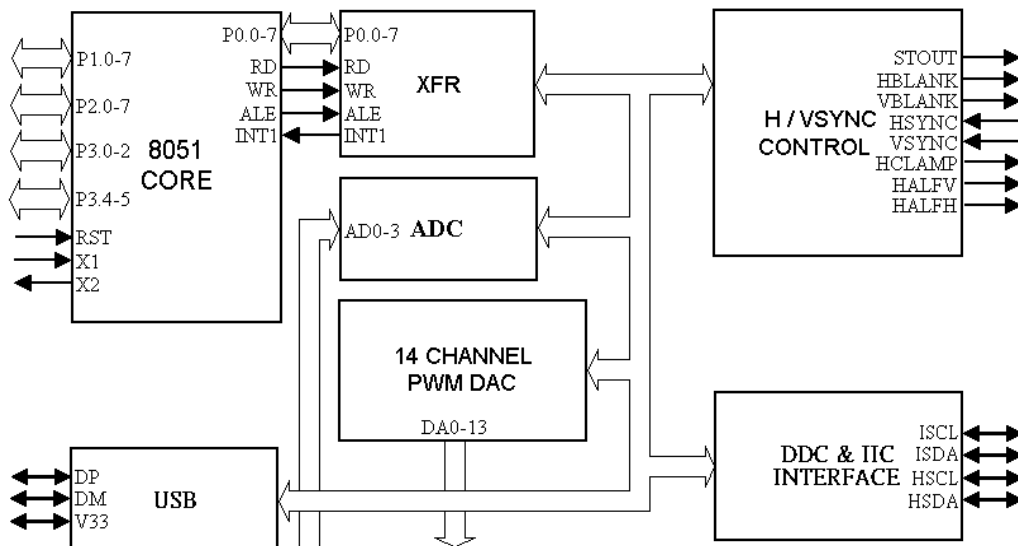 P1.0-7
P2.0-7
P3.0-2
P3.4-5
RST
X1
X2
8051
CORE
P0.0-7
RD
WR
ALE
INT1
P0.0-7
RD
WR
ALE
INT1
XFR
H / VSYNC
CONTROL
STOUT
HBLANK
VBLANK
HSYNC
VSYNC
HCLAMP
HALFV
HALFH
AD0-3
ADC
14 CHANNEL
PWM DAC
DA0-13
DP
DM
V33
USB
DDC & IIC
INTERFACE
ISCL
ISDA
HSCL
HSDA